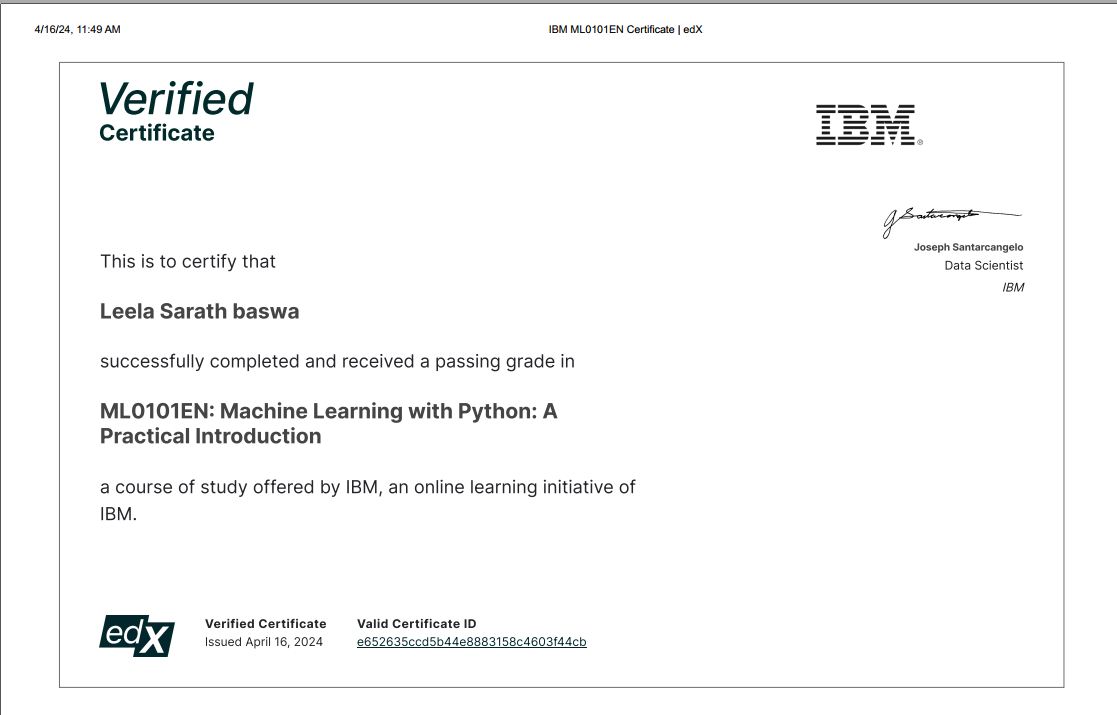 4/16/24, 11:49 AM
IBM ML0101EN Certificate | edX
Verified
Certificate
IBM®
J Santarcangelo
Joseph Santarcangelo
Data Scientist
IBM
This is to certify that
Leela Sarath baswa
successfully completed and received a passing grade in
ML0101EN: Machine Learning with Python: A
Practical Introduction
a course of study offered by IBM, an online learning initiative of
IBM.
edX
Verified Certificate
Issued April 16, 2024
Valid Certificate ID
e652635ccd5b44e8883158c4603f44cb